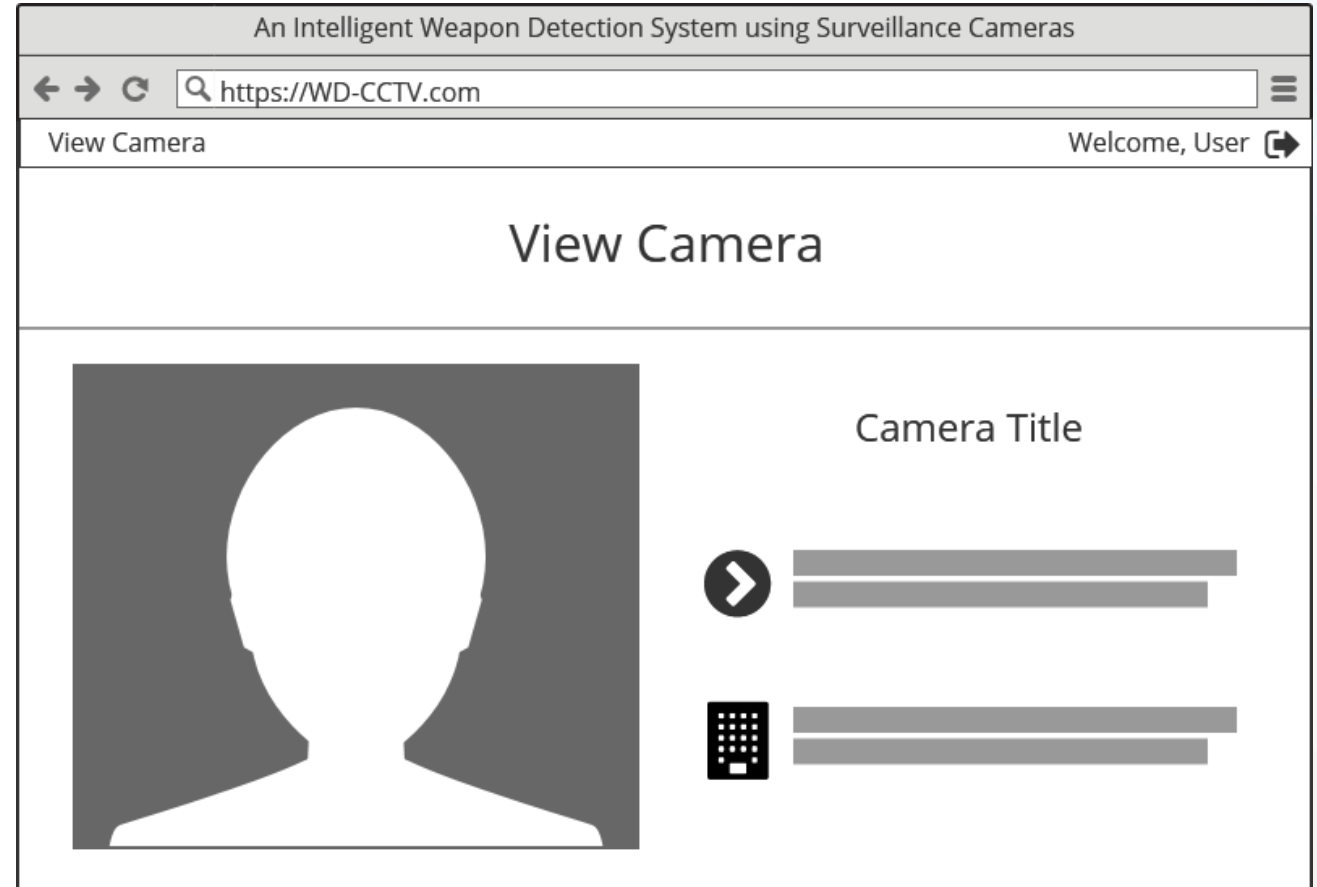 An Intelligent Weapon Detection System using Surveillance Cameras
https://WD-CCTV.com
View Camera
Welcome, User
View Camera
Camera Title